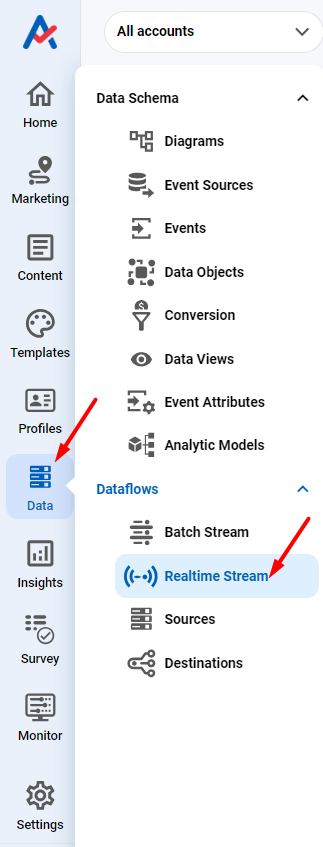 All accounts
Home
Marketing
Content
Templates
Profiles
Data
Insights
Survey
Monitor
Settings
Data Schema
Diagrams
Event Sources
Events
Data Objects
Conversion
Data Views
Event Attributes
Analytic Models
Dataflows
Batch Stream
Realtime Stream
Sources
Destinations